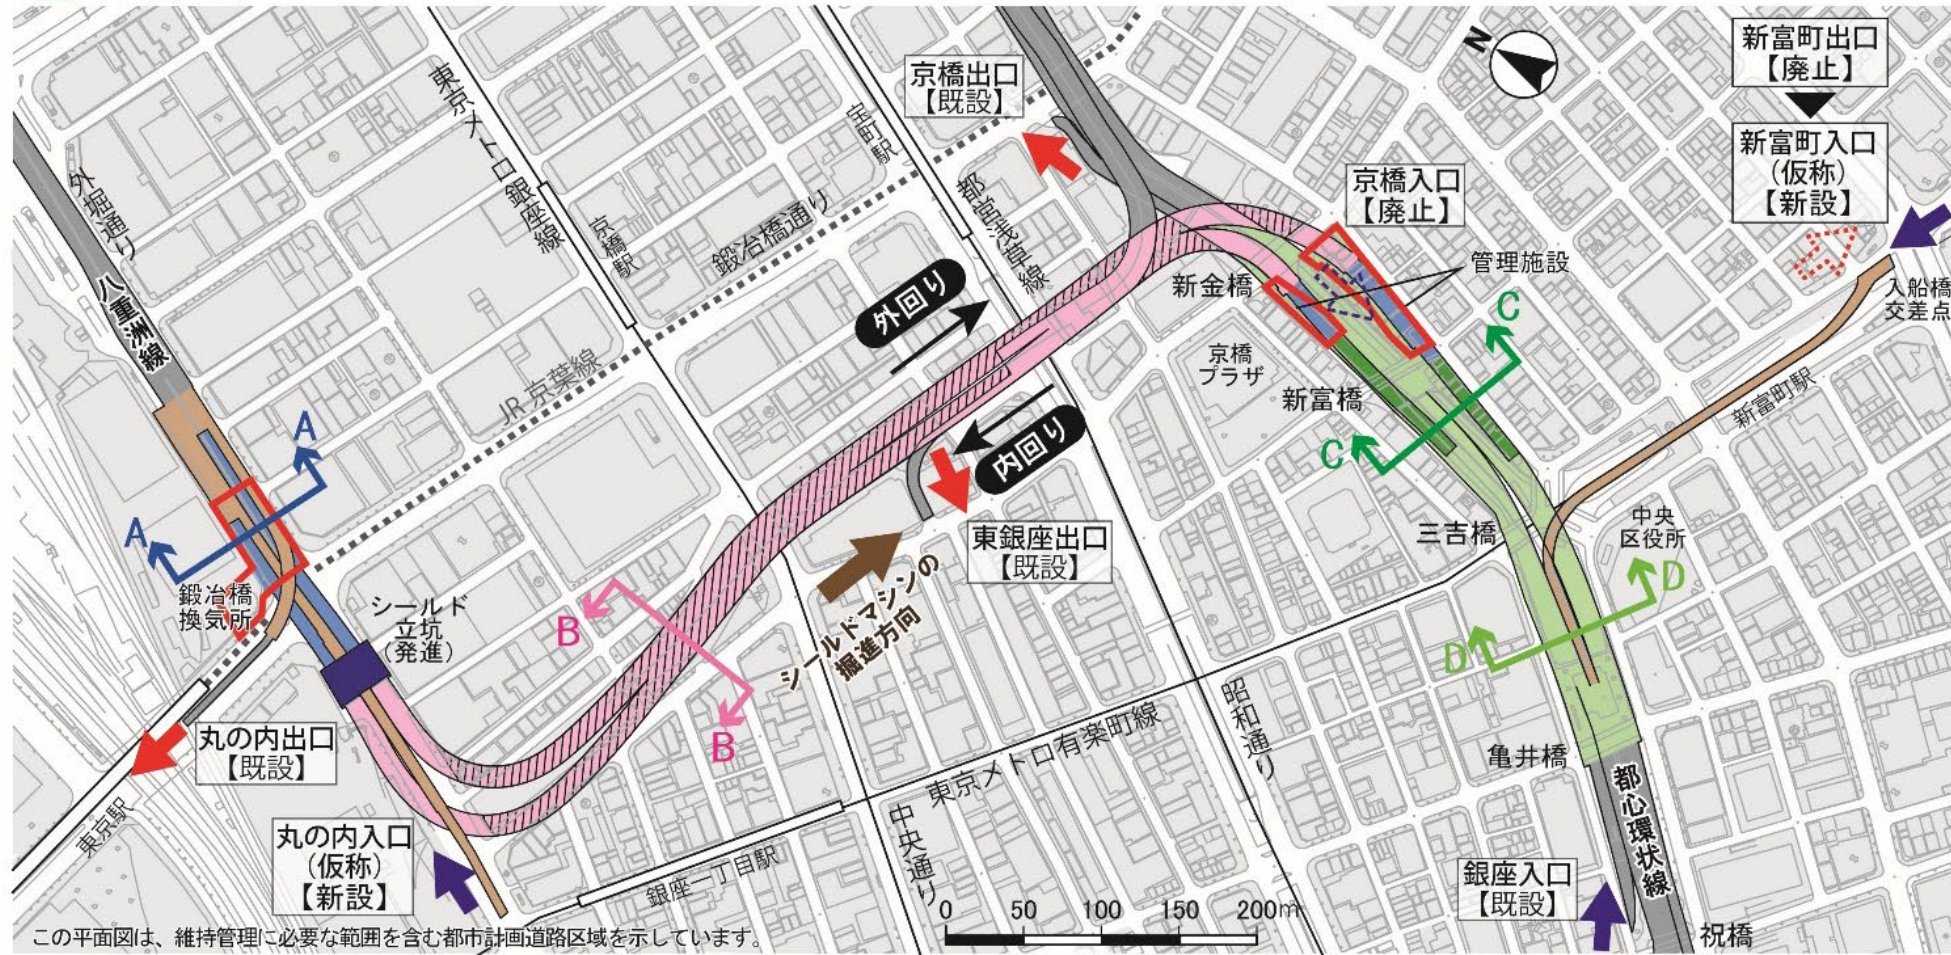 外堀通り
八重洲線
東京メトロ銀座線
京橋駅
鍛冶橋通り
JR 京葉線
宝町駅
都営浅草線
京橋出口
【既設】
N
新富町出口
【廃止】
新富町入口
(仮称)
【新設】
京橋入口
【廃止】
管理施設
新金橋
入船橋
交差点
C
C
京橋
プラザ
新富橋
新富町駅
外回り
内回り
A
A
鍛冶橋
換気所
シールド
立坑
(発進)
B
B
シールドマシンの
掘進方向
東銀座出口
【既設】
三吉橋
中央
区役所
D
D
丸の内出口
【既設】
東京駅
丸の内入口
(仮称)
【新設】
銀座一丁目駅
中央通り
東京メトロ有楽町線
昭和通り
亀井橋
都心環状線
銀座入口
【既設】
祝橋
0 50 100 150 200m
この平面図は、維持管理に必要な範囲を含む都市計画道路区域を示しています。